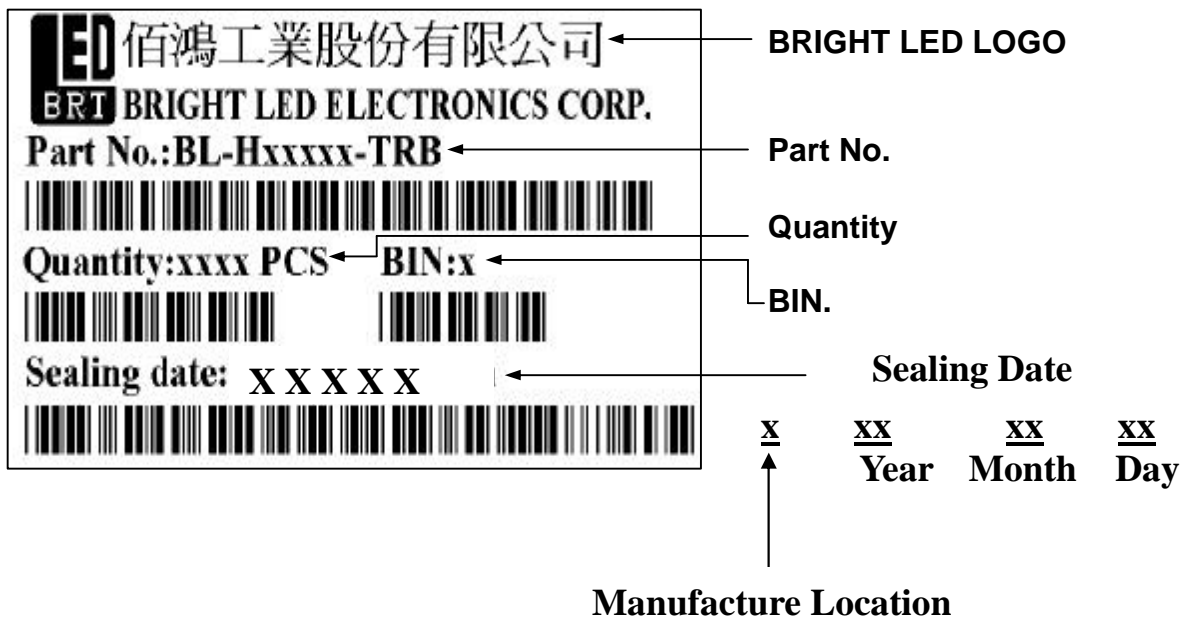 LED 佰鴻工業股份有限公司
BRT BRIGHT LED ELECTRONICS CORP.
Part No.:BL-Hxxxxx-TRB
Quantity:xxxx PCS BIN:x
Sealing date: X X X X X
BRIGHT LED LOGO
Part No.
Quantity
BIN.
Sealing Date
x xx xx xx
Year Month Day
Manufacture Location